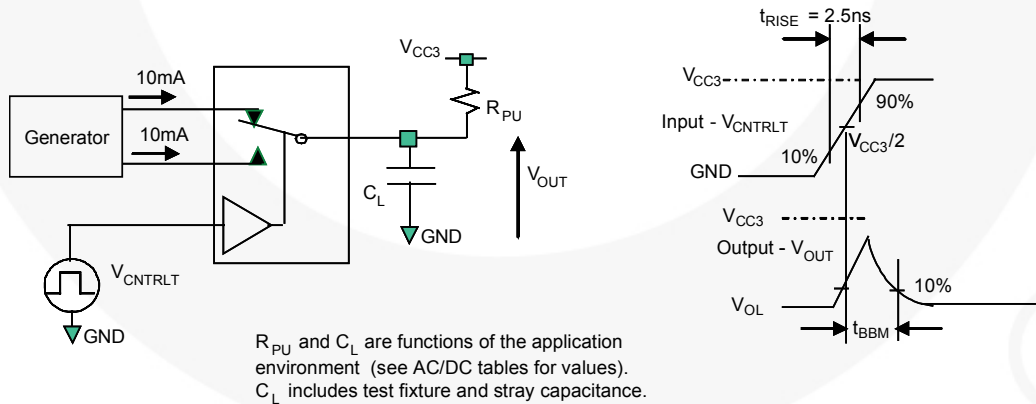 10mA
Generator
10mA
V_CNTRLT
GND
V_CC3
R_PU
C_L
GND
V_OUT
t_RISE = 2.5ns
V_CC3
90%
Input - V_CNTRLT
V_CC3/2
10%
GND
V_CC3
Output - V_OUT
10%
V_OL
t_BBM
R_PU and C_L are functions of the application
environment (see AC/DC tables for values).
C_L includes test fixture and stray capacitance.